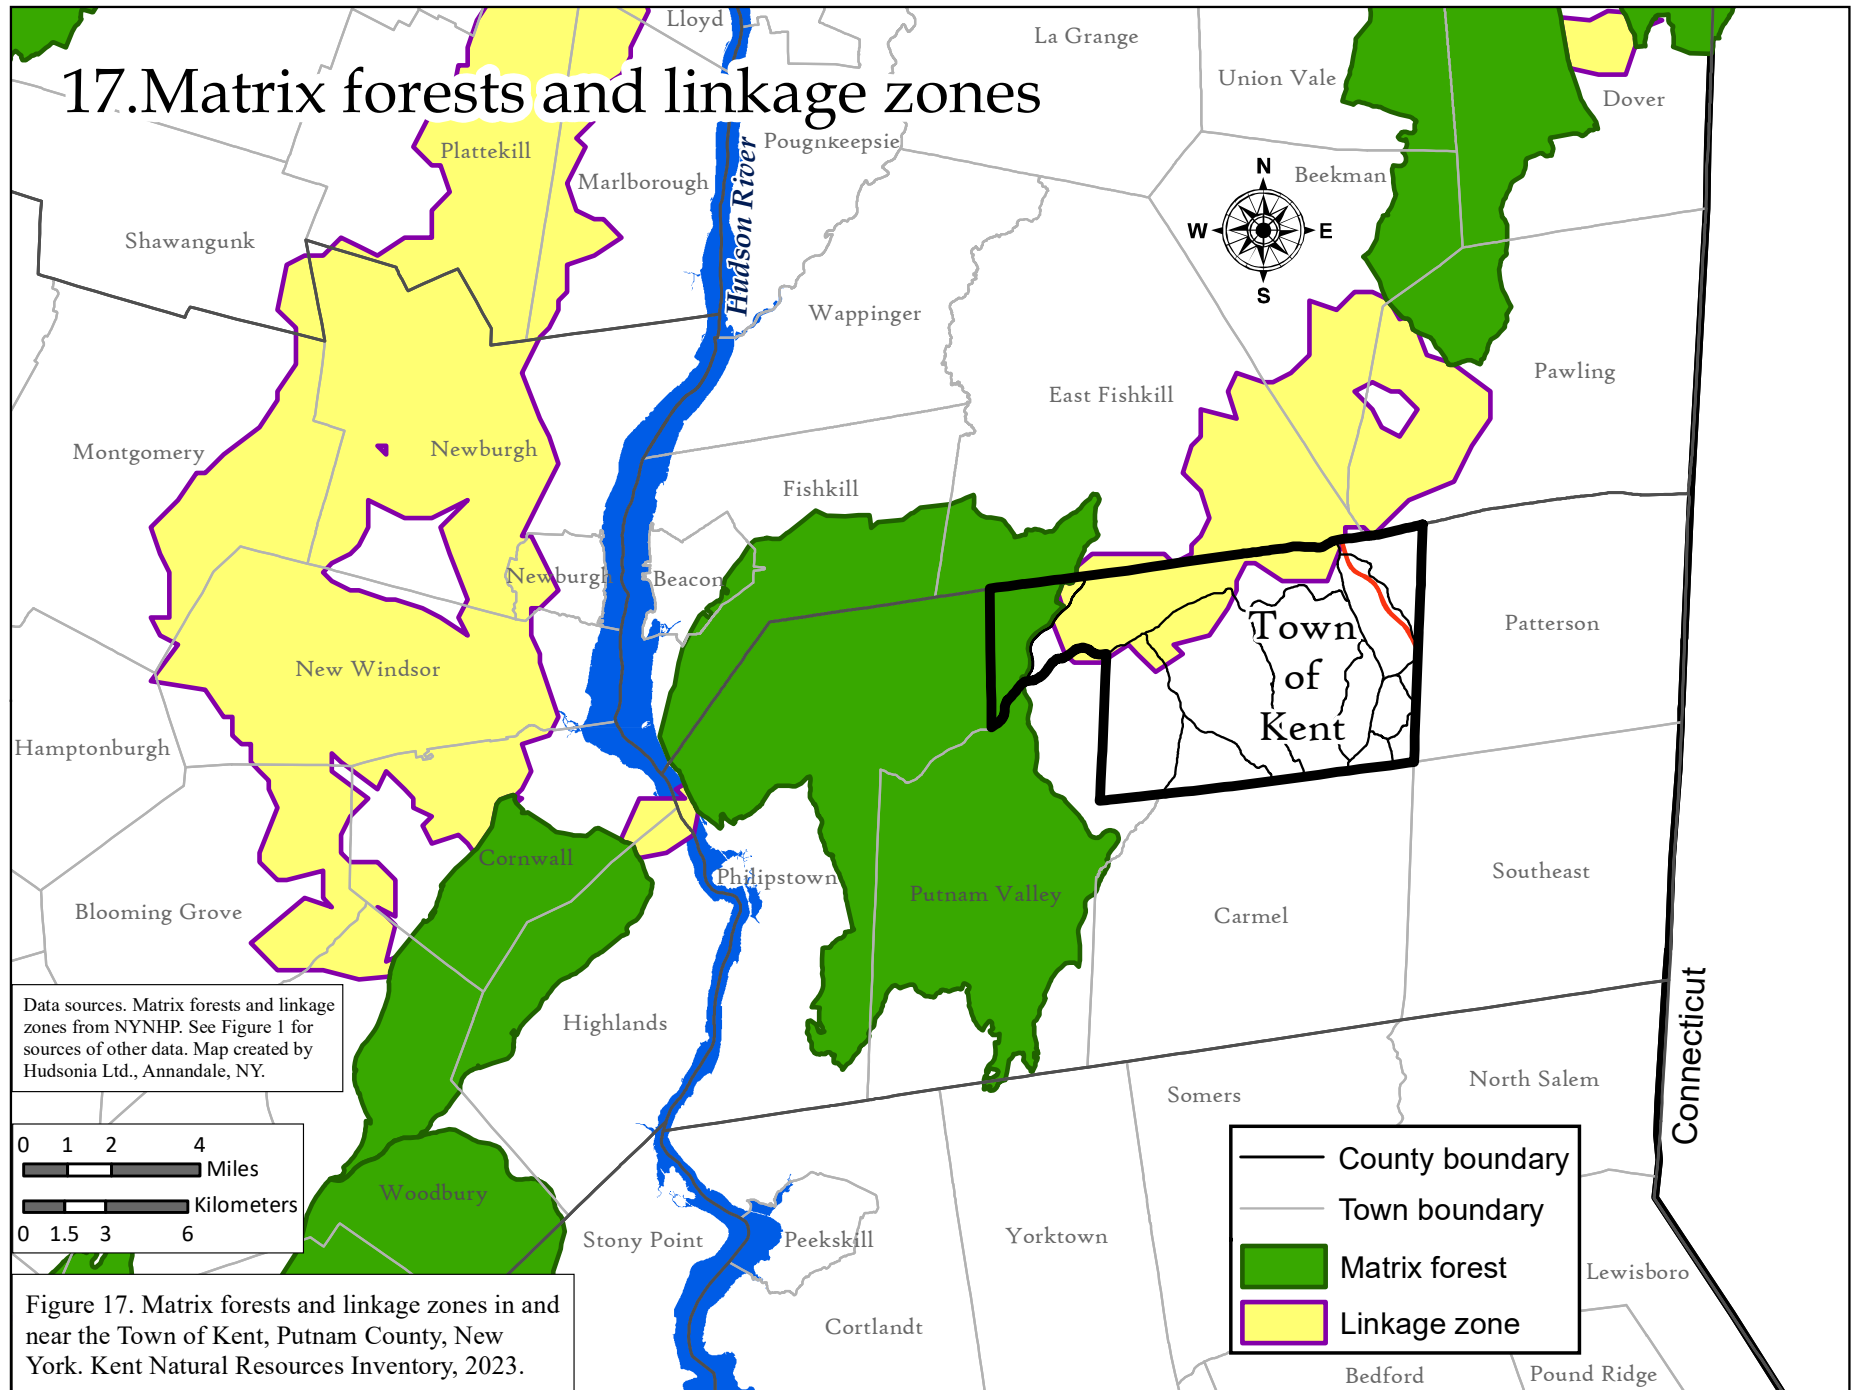 Lloyd
La Grange
Union Vale
Dover
17.Matrix forests and linkage zones
Plattekill
Marlborough
Poughkeepsie
Beekman
N
W
E
S
Hudson River
Shawangunk
Wappinger
East Fishkill
Pawling
Montgomery
Newburgh
Fishkill
Newburgh
Beacon
Town
of
Kent
Patterson
New Windsor
Hamptonburgh
Cornwall
Philipstown
Putnam Valley
Carmel
Southeast
Blooming Grove
Highlands
Data sources. Matrix forests and linkage
zones from NYNHP. See Figure 1 for
sources of other data. Map created by
Hudsonia Ltd., Annandale, NY.
Connecticut
Somers
North Salem
0 1 2 4
Miles
Kilometers
0 1.5 3 6
Woodbury
Stony Point
Peekskill
Yorktown
Cortlandt
Lewisboro
Bedford
Pound Ridge
County boundary
Town boundary
Matrix forest
Linkage zone
Figure 17. Matrix forests and linkage zones in and
near the Town of Kent, Putnam County, New
York. Kent Natural Resources Inventory, 2023.